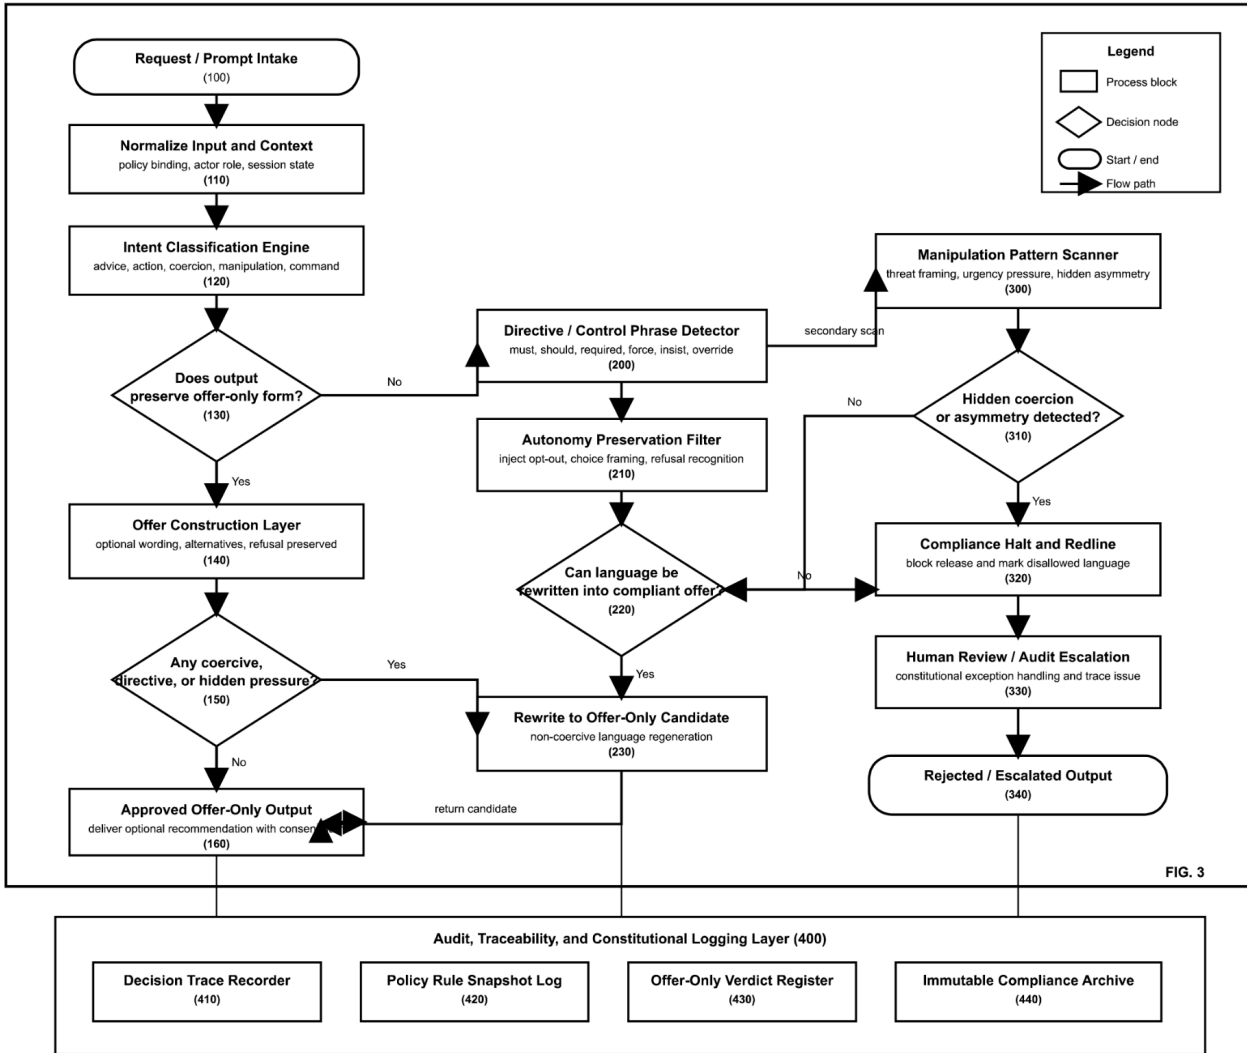 Request / Prompt Intake
(100)
Normalize Input and Context
policy binding, actor role, session state
(110)
Intent Classification Engine
advice, action, coercion, manipulation, command
(120)
Does output
preserve offer-only form?
(130)
No
Yes
Offer Construction Layer
optional wording, alternatives, refusal preserved
(140)
Any coercive,
directive, or hidden pressure?
(150)
Yes
No
Approved Offer-Only Output
deliver optional recommendation with consen
(160)
Directive / Control Phrase Detector
must, should, required, force, insist, override
(200)
secondary scan
Autonomy Preservation Filter
inject opt-out, choice framing, refusal recognition
(210)
Can language be
rewritten into compliant offer?
(220)
No
Yes
Rewrite to Offer-Only Candidate
non-coercive language regeneration
(230)
return candidate
Legend
Process block
Decision node
Start / end
Flow path
Manipulation Pattern Scanner
threat framing, urgency pressure, hidden asymmetry
(300)
Hidden coercion
or asymmetry detected?
(310)
No
Yes
Compliance Halt and Redline
block release and mark disallowed language
(320)
Human Review / Audit Escalation
constitutional exception handling and trace issue
(330)
Rejected / Escalated Output
(340)
FIG. 3
Audit, Traceability, and Constitutional Logging Layer (400)
Decision Trace Recorder
(410)
Policy Rule Snapshot Log
(420)
Offer-Only Verdict Register
(430)
Immutable Compliance Archive
(440)